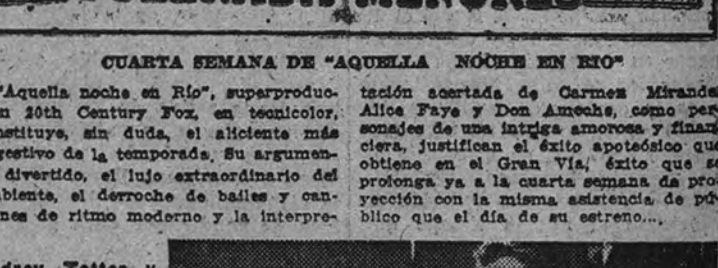 CUARTA SEMANA DE "AQUELLA NOCHE EN RIO"
"Aquella noche en Río", superproduc-
n 20th Century Fox, en tecnicolor,
nstituye, sin duda, el aliciente más
gestivo de la temporada. Su argumen-
divertido, el lujo extraordinario del
biente, el derroche de bailes y can-
nes de ritmo moderno y la interpre-
tación acertada de Carmen Miranda
Alice Faye y Don Ameche, como per
sonajes de una intriga amorosa y finan
ciera, justifican el éxito apoteósico que
obtiene en el Gran Vía, éxito que se
prolonga ya a la cuarta semana de pro
yección con la misma asistencia de pú
blico que el día de su estreno...